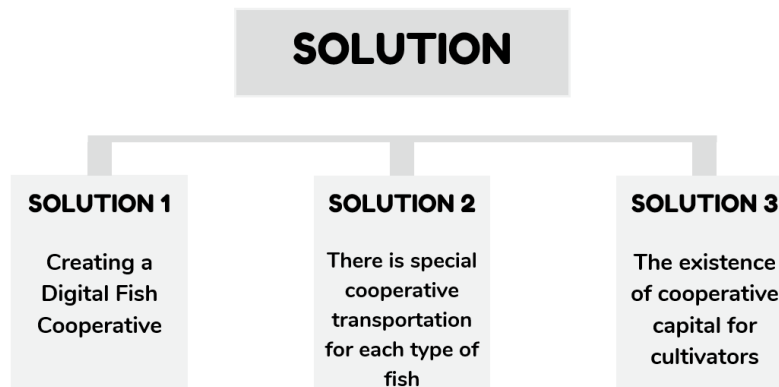 SOLUTION
SOLUTION 1
Creating a
Digital Fish
Cooperative
SOLUTION 2
There is special
cooperative
transportation
for each type of
fish
SOLUTION 3
The existence
of cooperative
capital for
cultivators